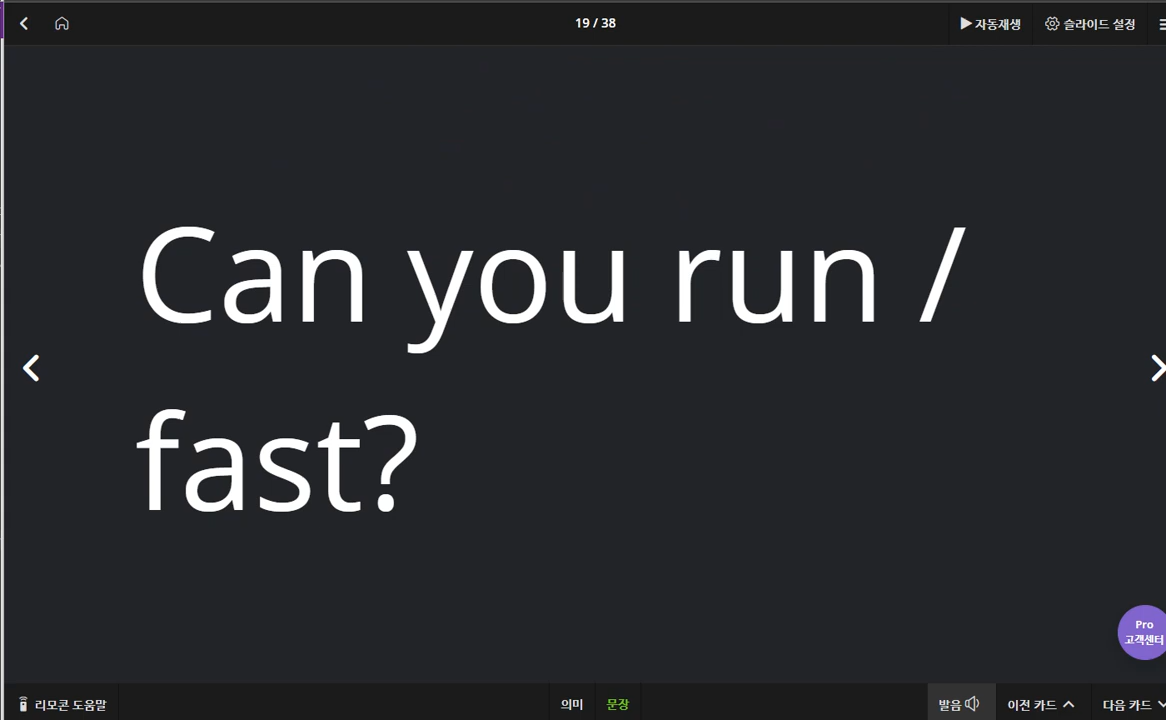 19 / 38
자동재생
슬라이드 설정
Can you run /
fast?
Pro
고객센터
리모콘 도움말
의미
문장
발음
이전 카드
다음 카드